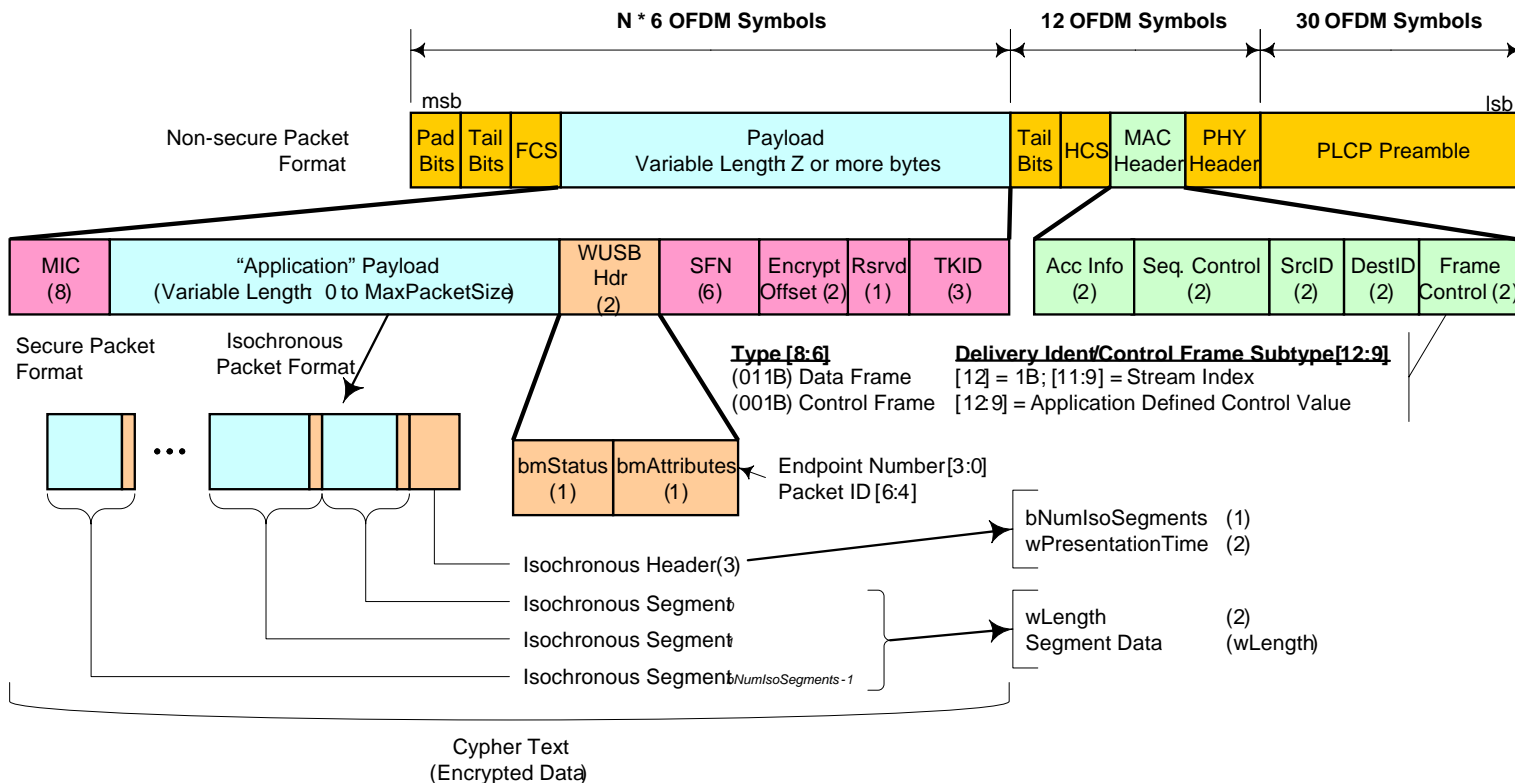 N * 6 OFDM Symbols
12 OFDM Symbols
30 OFDM Symbols
msb
lsb
Non-secure Packet
Format
Pad
Bits
Tail
Bits
FCS
Payload
Variable Length: Z or more bytes
Tail
Bits
HCS
MAC
Header
PHY
Header
PLCP Preamble
MIC
(8)
“Application” Payload
(Variable Length: 0 to MaxPacketSize)
WUSB
Hdr
(2)
SFN
(6)
Encrypt
Offset (2)
Rsrvd
(1)
TKID
(3)
Acc Info
(2)
Seq. Control
(2)
SrcID
(2)
DestID
(2)
Frame
Control (2)
Secure Packet
Format
Isochronous
Packet Format
Type [8:6]
(011B) Data Frame
(001B) Control Frame
Delivery Ident/Control Frame Subtype[12:9]
[12] = 1B; [11:9] = Stream Index
[12:9] = Application Defined Control Value
bmStatus
(1)
bmAttributes
(1)
Endpoint Number[3:0]
Packet ID [6:4]
bNumIsoSegments (1)
wPresentationTime (2)
Isochronous Header(3)
Isochronous Segment0
Isochronous Segment1
Isochronous SegmentbNumIsoSegments-1
wLength (2)
Segment Data (wLength)
Cypher Text
(Encrypted Data)